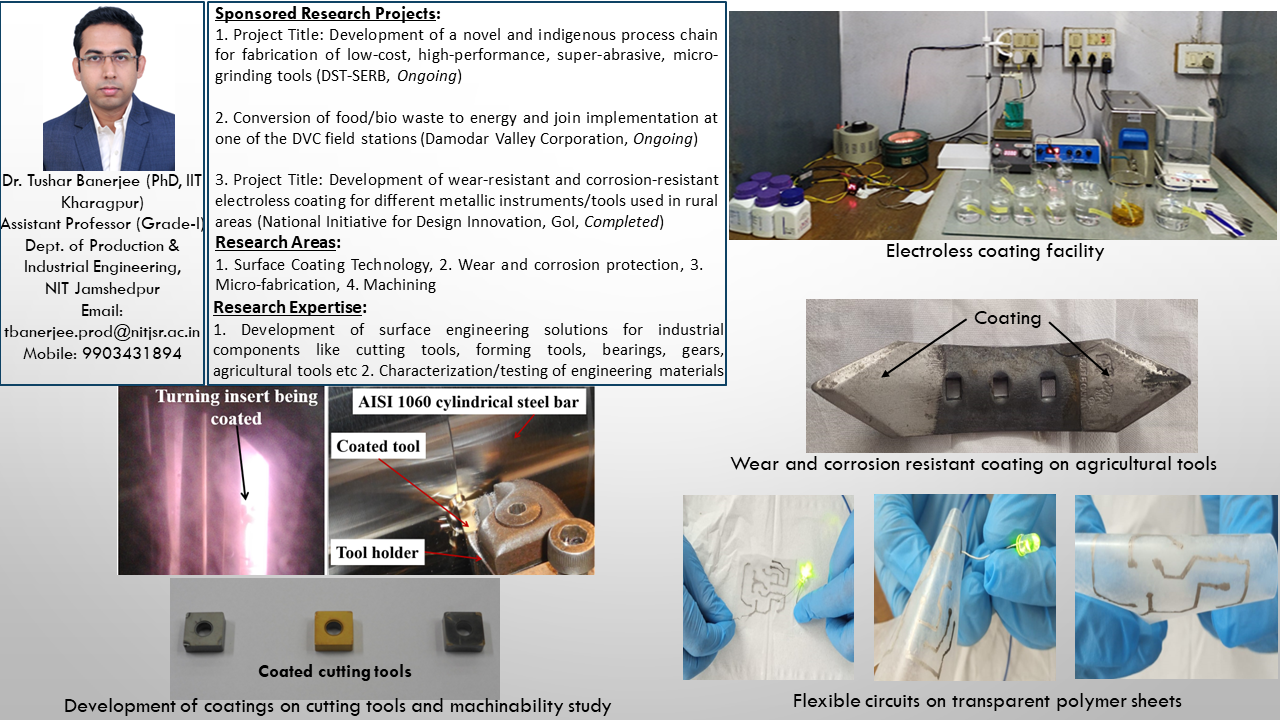 Dr. Tushar Banerjee (PhD, IIT
Kharagpur)
Assistant Professor (Grade-I)
Dept. of Production &
Industrial Engineering,
NIT Jamshedpur
Email:
tbanerjee.prod@nitjsr.ac.in
Mobile: 9903431894
Sponsored Research Projects:
1. Project Title: Development of a novel and indigenous process chain
for fabrication of low-cost, high-performance, super-abrasive, micro-
grinding tools (DST-SERB, Ongoing)
2. Conversion of food/bio waste to energy and join implementation at
one of the DVC field stations (Damodar Valley Corporation, Ongoing)
3. Project Title: Development of wear-resistant and corrosion-resistant
electroless coating for different metallic instruments/tools used in rural
areas (National Initiative for Design Innovation, GoI, Completed)
Research Areas:
1. Surface Coating Technology, 2. Wear and corrosion protection, 3.
Micro-fabrication, 4. Machining
Research Expertise:
1. Development of surface engineering solutions for industrial
components like cutting tools, forming tools, bearings, gears,
agricultural tools etc 2. Characterization/testing of engineering materials
Electroless coating facility
Coating
Wear and corrosion resistant coating on agricultural tools
Turning insert being
coated
AISI 1060 cylindrical steel bar
Coated tool
Tool holder
Coated cutting tools
Development of coatings on cutting tools and machinability study
Flexible circuits on transparent polymer sheets